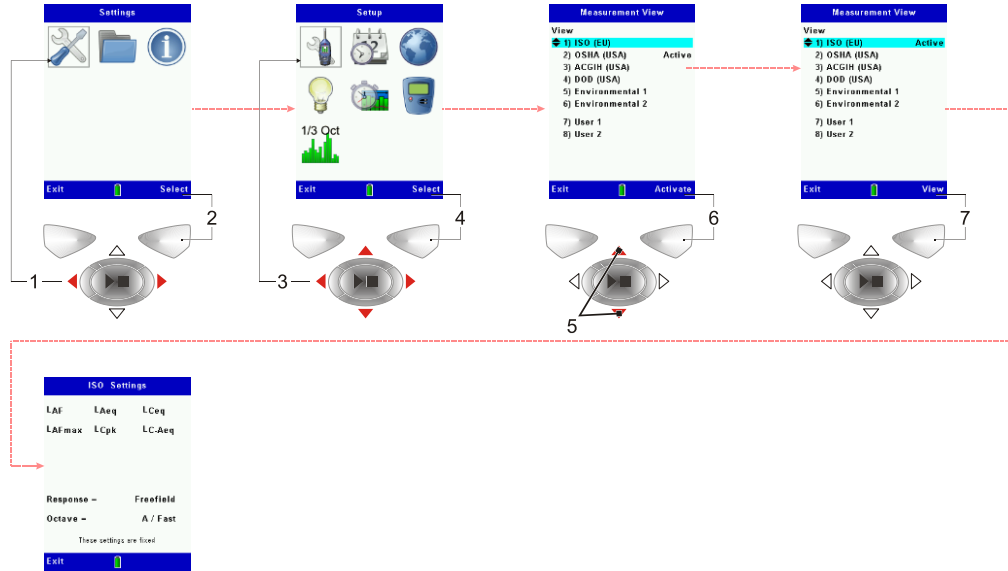 Settings
Exit Select
2
1
Setup
12
1/3 Oct
Exit Select
4
3
Measurement View
View
1) ISO (EU)
2) OSHA (USA) Active
3) ACGIH (USA)
4) DOD (USA)
5) Environmental 1
6) Environmental 2
7) User 1
8) User 2
Exit Activate
6
5
Measurement View
View
1) ISO (EU) Active
2) OSHA (USA)
3) ACGIH (USA)
4) DOD (USA)
5) Environmental 1
6) Environmental 2
7) User 1
8) User 2
Exit View
7
ISO Settings
LAF LAeq LCeq
LAFmax LCpk LC-Aeq
Response – Freefield
Octave – A / Fast
These settings are fixed
Exit